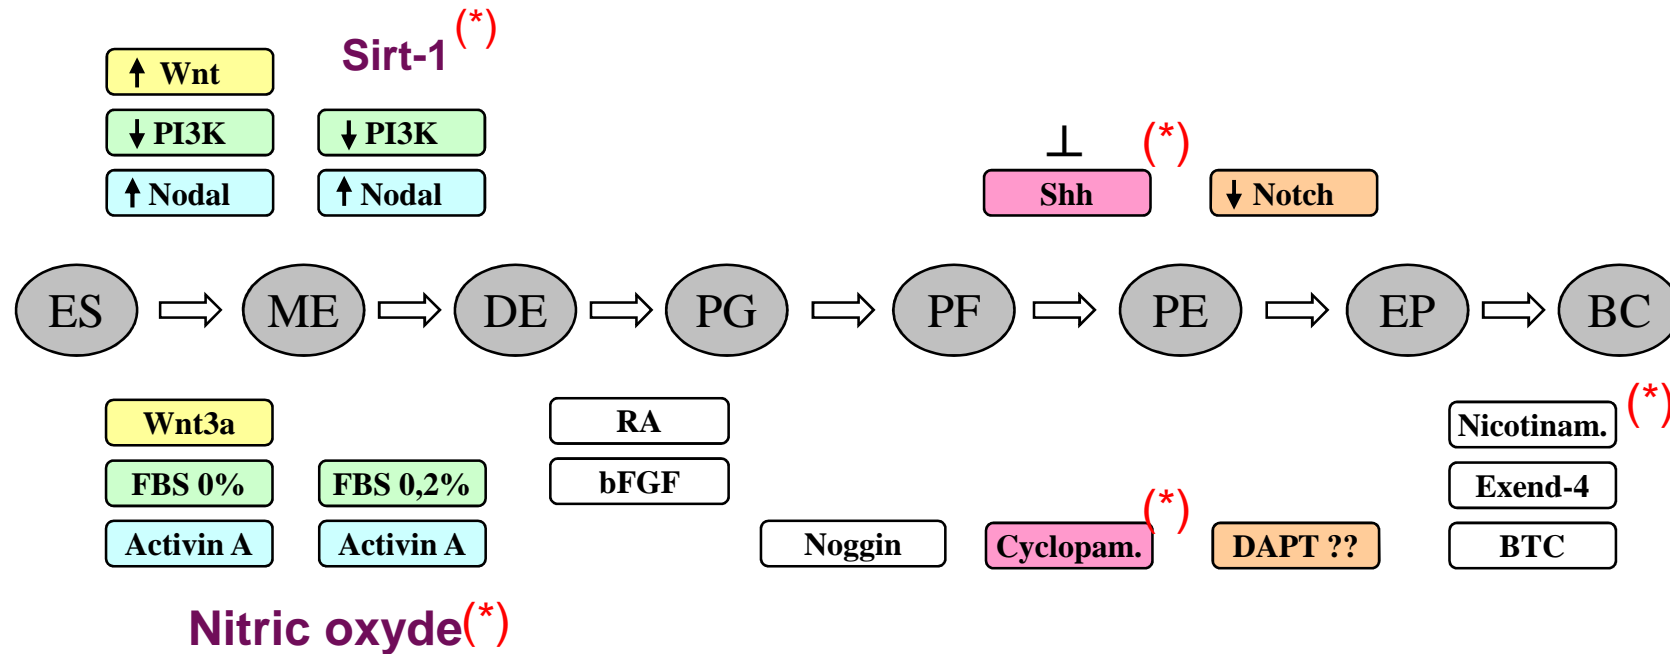 Sirt-1 (*)
↑ Wnt
↓ PI3K
↓ PI3K
↑ Nodal
↑ Nodal
⊥ (*)
Shh
↓ Notch
ES ME DE PG PF PE EP BC
Wnt3a
FBS 0%
FBS 0,2%
Activin A
Activin A
RA
bFGF
Noggin
Cyclopam. (*)
DAPT ??
Nicotinam. (*)
Exend-4
BTC
Nitric oxyde(*)